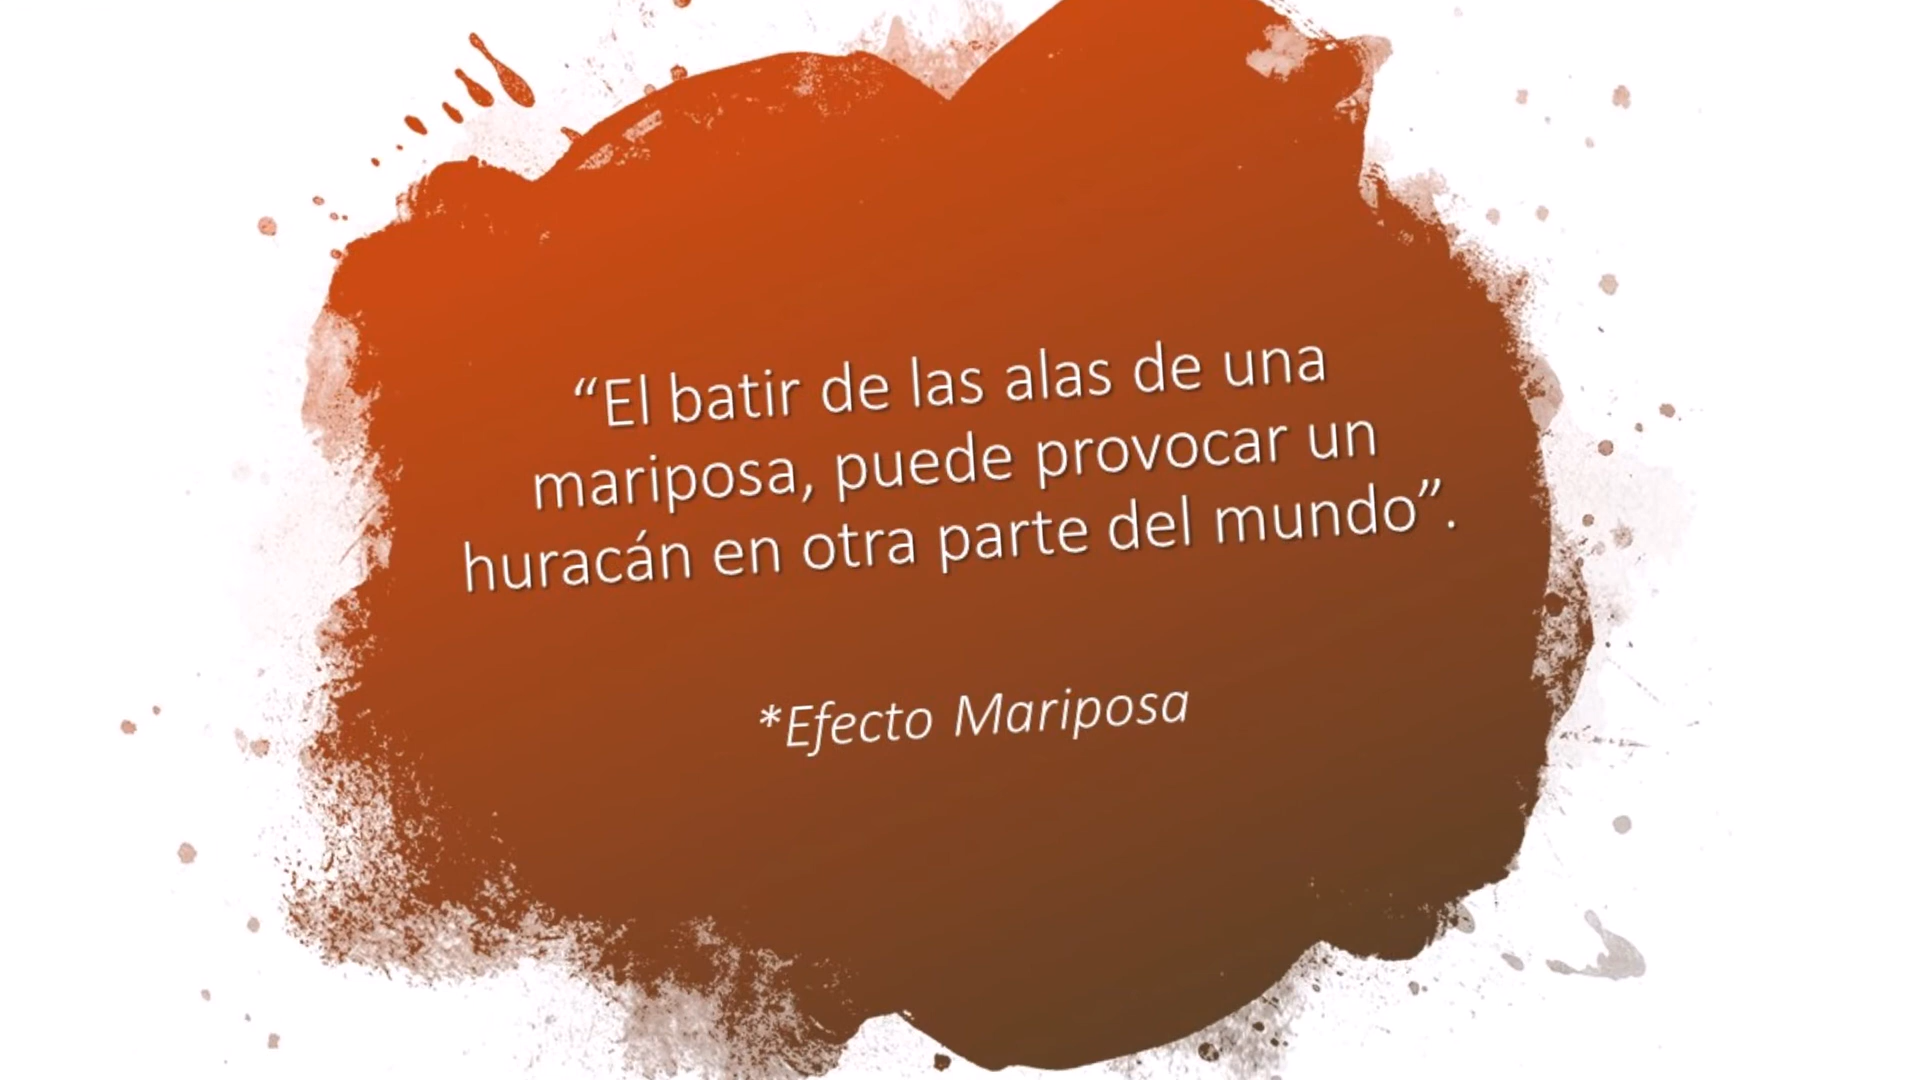 “El batir de las alas de una
mariposa, puede provocar un
huracán en otra parte del mundo”.
*Efecto Mariposa